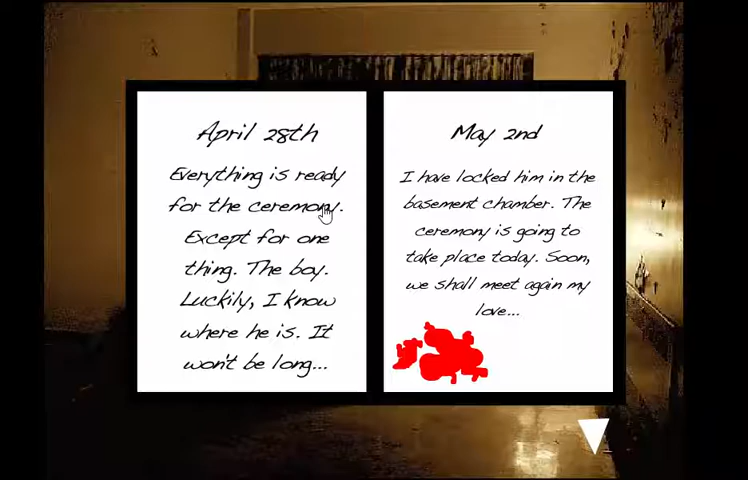 April 28th
Everything is ready
for the ceremony.
Except for one
thing. The boy.
Luckily, I know
where he is. It
won't be long...
May 2nd
I have locked him in the
basement chamber. The
ceremony is going to
take place today. Soon,
we shall meet again my
love...